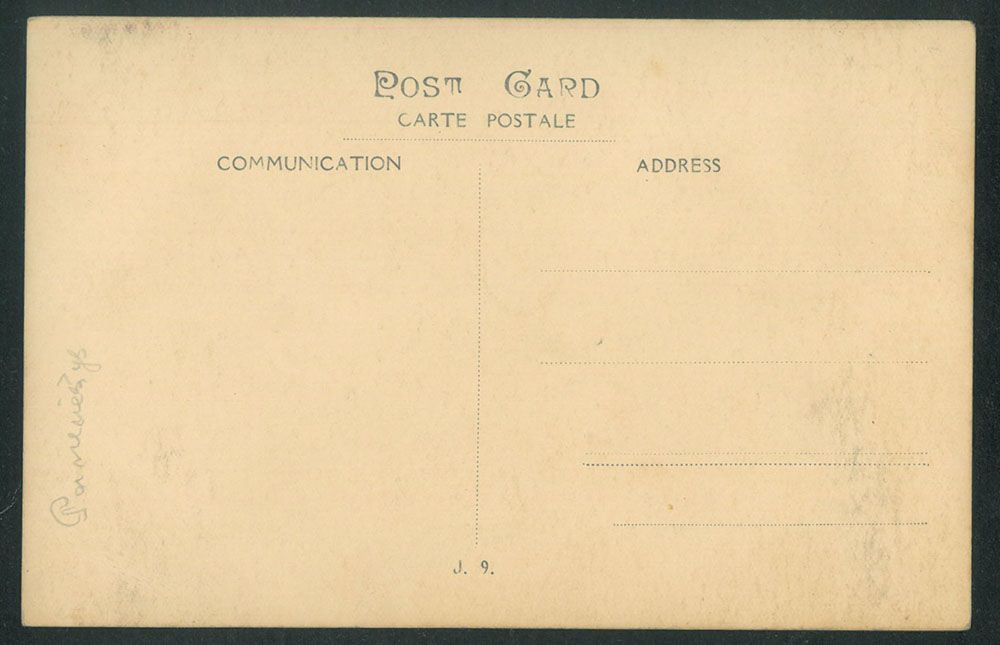 POST CARD
CARTE POSTALE
COMMUNICATION
ADDRESS
J. 9.